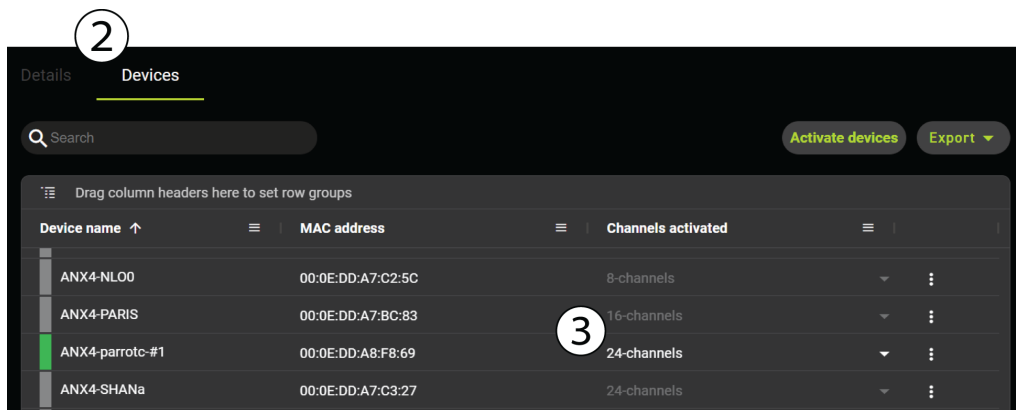 2
Details Devices
Search Activate devices Export
Drag column headers here to set row groups
Device name MAC address Channels activated
ANX4-NLO0 00:0E:DD:A7:C2:5C 8-channels
ANX4-PARIS 00:0E:DD:A7:BC:83 16-channels
3
ANX4-parrotc-#1 00:0E:DD:A8:F8:69 24-channels
ANX4-SHANa 00:0E:DD:A7:C3:27 24-channels